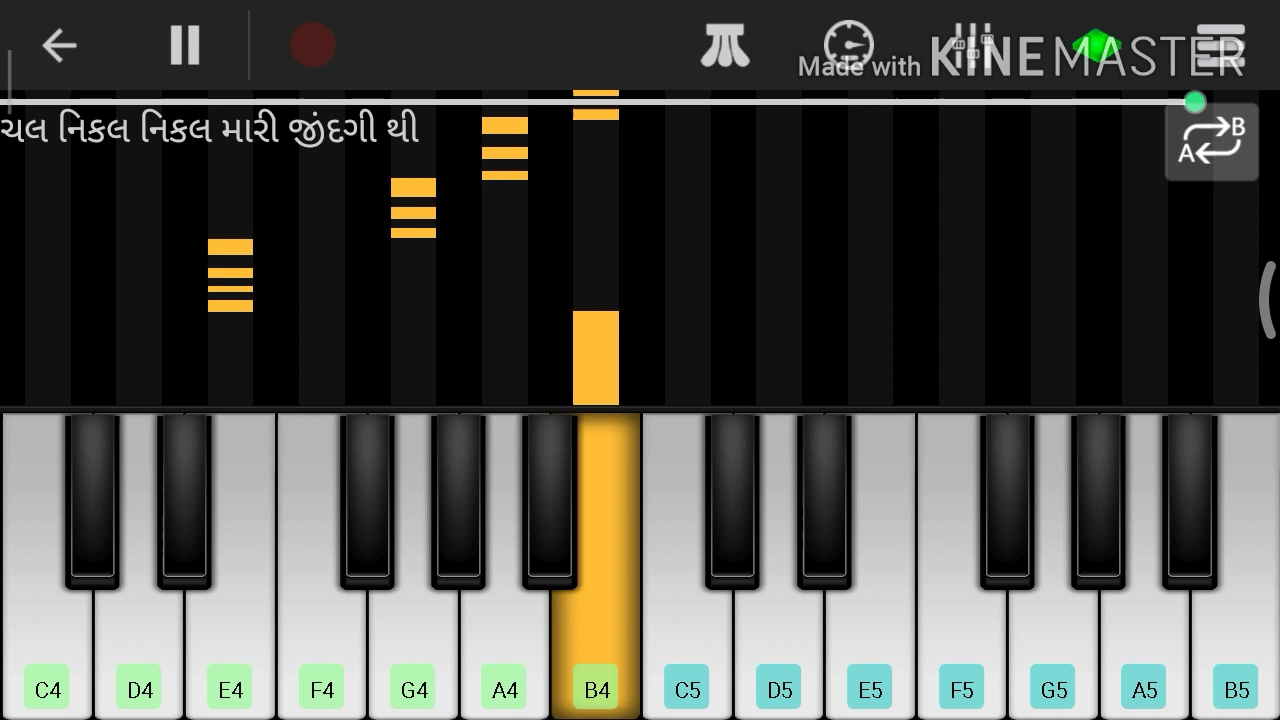 Made with KINEMASTER
ચલ નિકલ નિકલ મારી જીંદગી થી
B
A
C4 D4 E4 F4 G4 A4 B4 C5 D5 E5 F5 G5 A5 B5